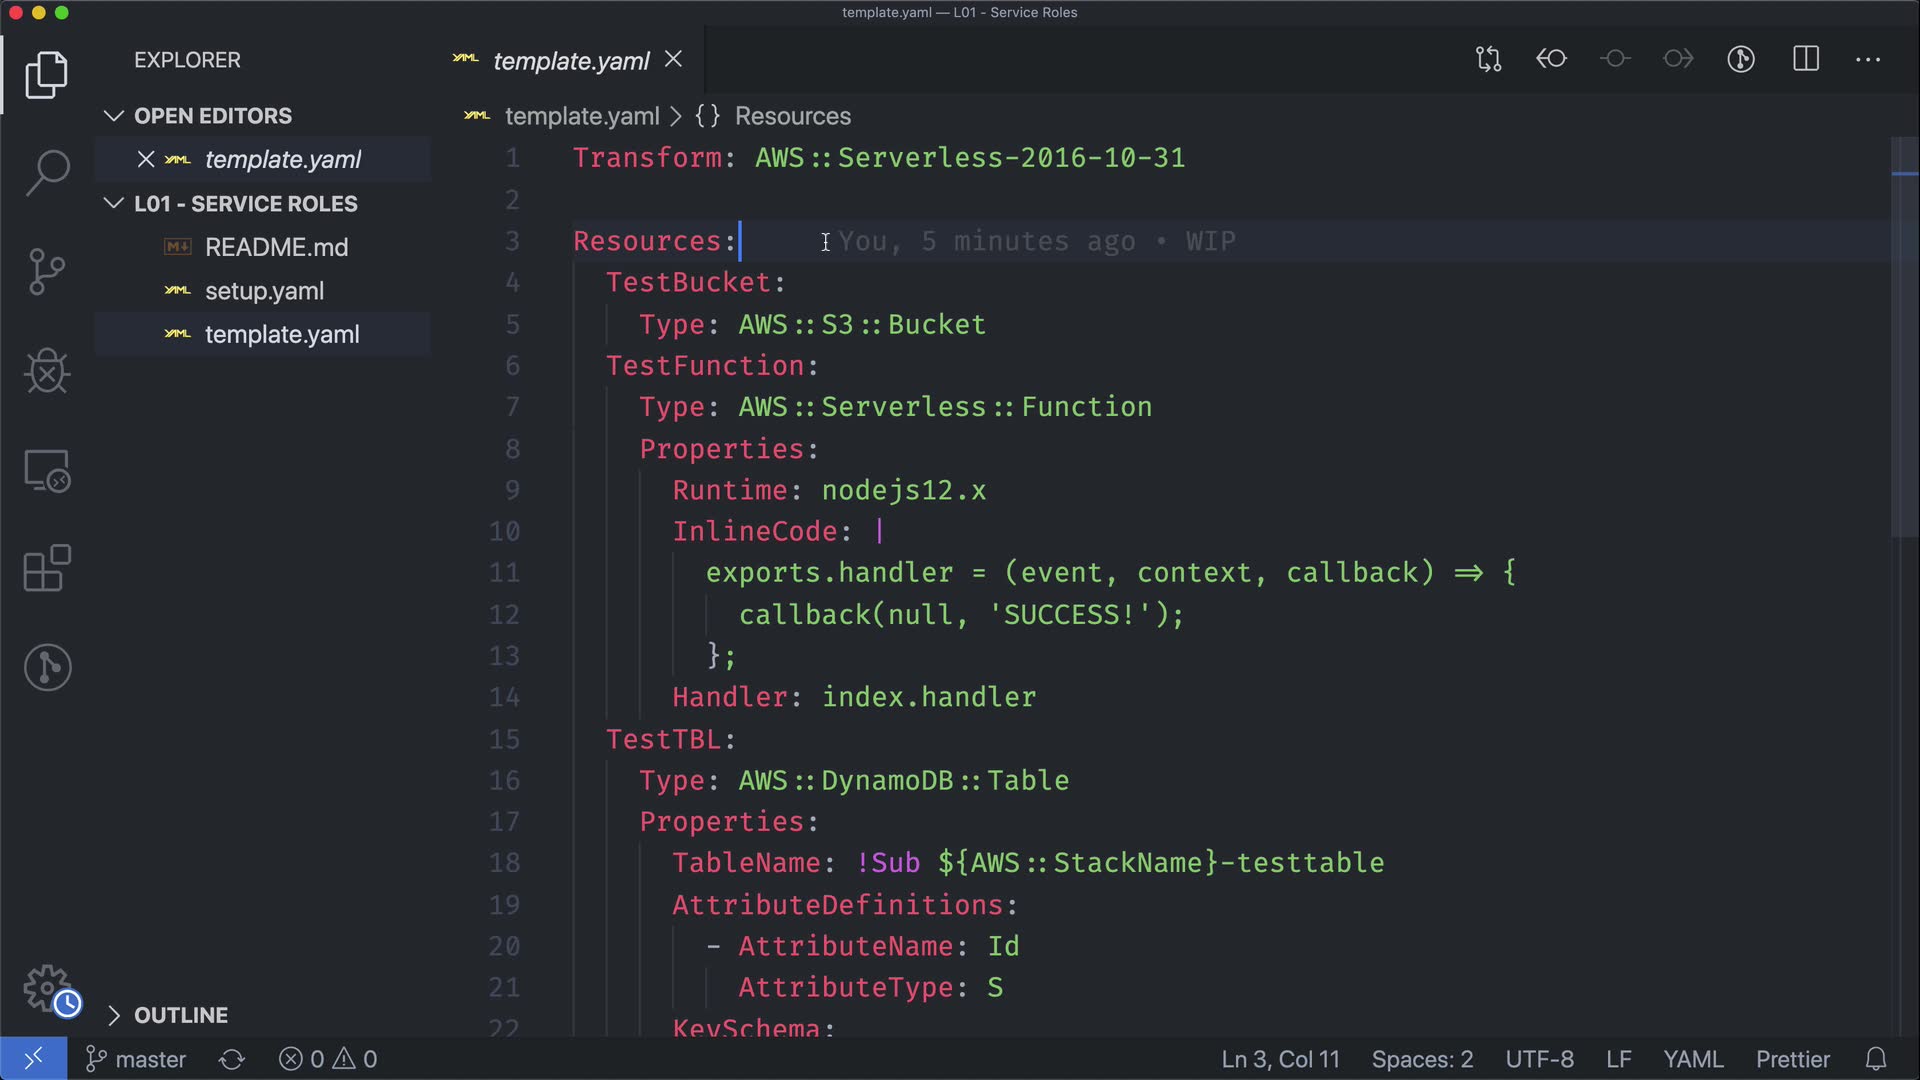 template.yaml — L01 - Service Roles
EXPLORER
OPEN EDITORS
template.yaml
L01 - SERVICE ROLES
README.md
setup.yaml
template.yaml
OUTLINE
template.yaml
template.yaml > {} Resources
1 Transform: AWS::Serverless-2016-10-31
2
3 Resources: You, 5 minutes ago • WIP
4 TestBucket:
5 Type: AWS::S3::Bucket
6 TestFunction:
7 Type: AWS::Serverless::Function
8 Properties:
9 Runtime: nodejs12.x
10 InlineCode: |
11 exports.handler = (event, context, callback) => {
12 callback(null, 'SUCCESS!');
13 };
14 Handler: index.handler
15 TestTBL:
16 Type: AWS::DynamoDB::Table
17 Properties:
18 TableName: !Sub ${AWS::StackName}-testtable
19 AttributeDefinitions:
20 - AttributeName: Id
21 AttributeType: S
22 KeySchema:
master 0 0 Ln 3, Col 11 Spaces: 2 UTF-8 LF YAML Prettier